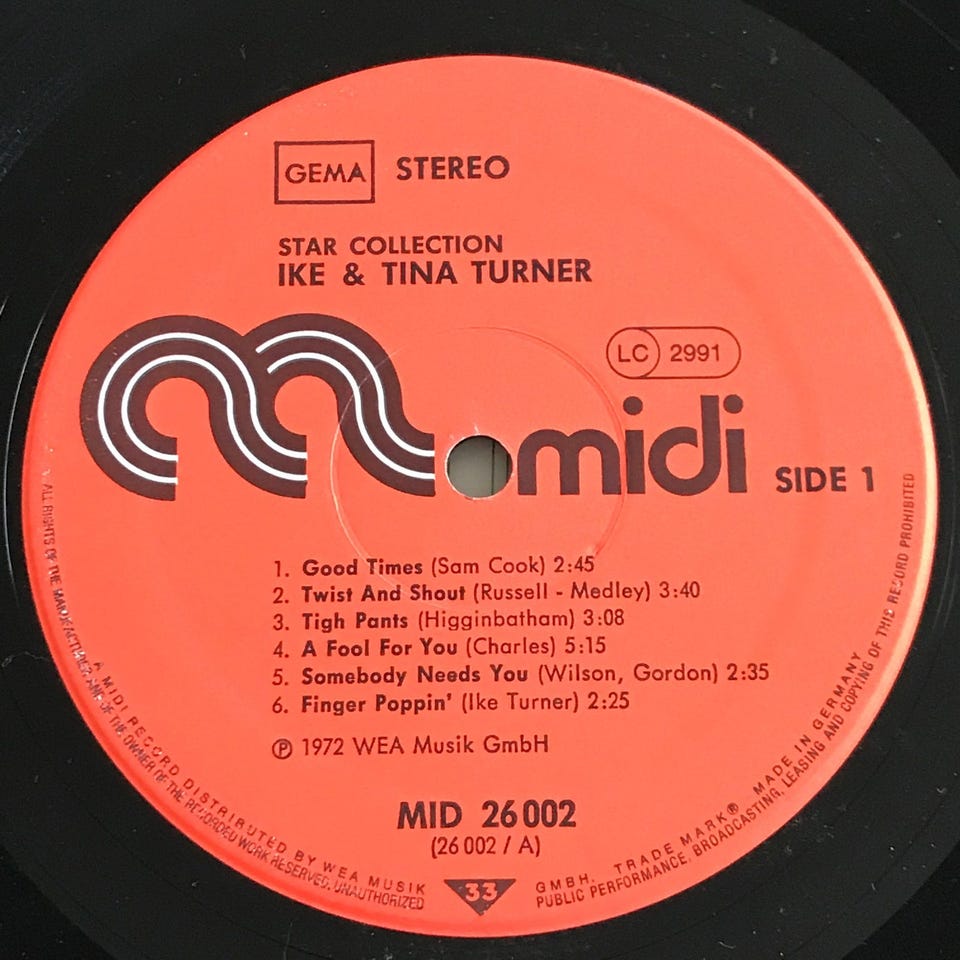 GEMA STEREO
STAR COLLECTION
IKE & TINA TURNER
LC 2991
midi SIDE 1
1. Good Times (Sam Cook) 2:45
2. Twist And Shout (Russell - Medley) 3:40
3. Tigh Pants (Higginbatham) 3:08
4. A Fool For You (Charles) 5:15
5. Somebody Needs You (Wilson, Gordon) 2:35
6. Finger Poppin' (Ike Turner) 2:25
Ⓟ 1972 WEA Musik GmbH
MID 26 002
(26 002 / A)
33
A MIDI RECORD DISTRIBUTED BY WEA MUSIK GMBH. TRADE MARK® MADE IN GERMANY
ALL RIGHTS OF THE MANUFACTURER AND OF THE OWNER OF THE RECORDED WORK RESERVED. UNAUTHORIZED PUBLIC PERFORMANCE, BROADCASTING, LEASING AND COPYING OF THIS RECORD PROHIBITED